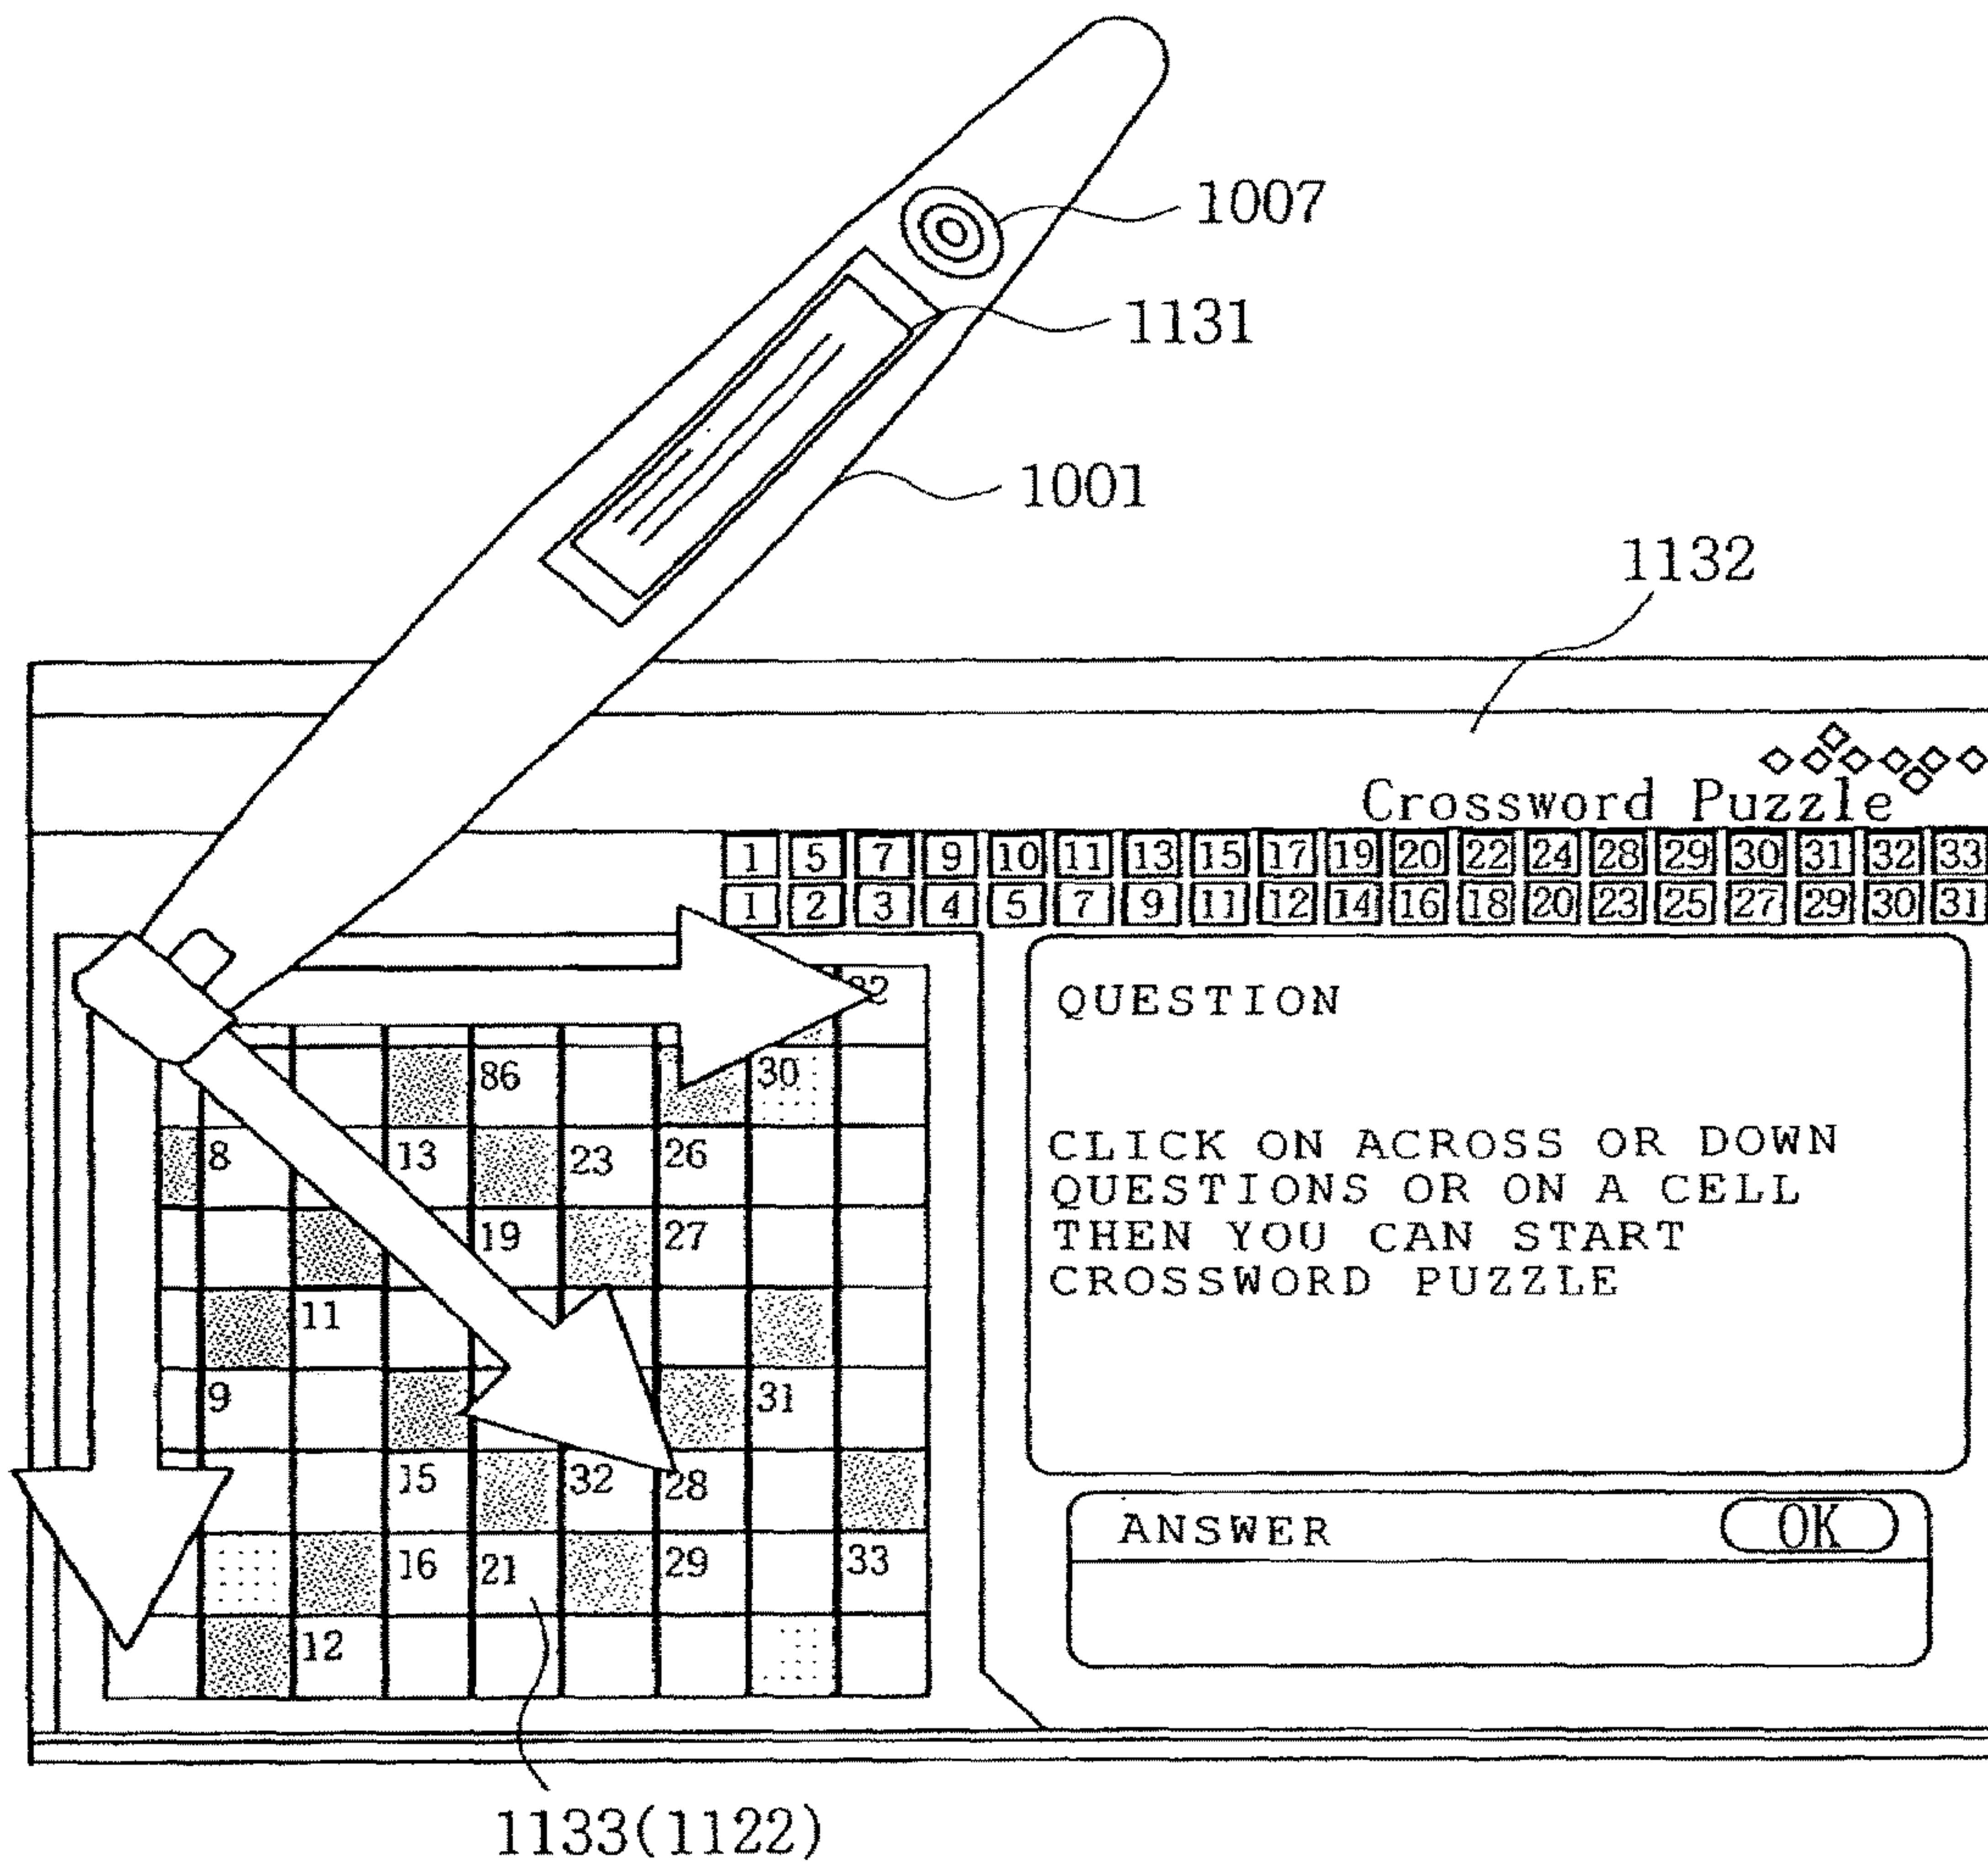 1007
1131
1001
1132
Crossword Puzzle
1 5 7 9 10 11 13 15 17 19 20 22 24 28 29 30 31 32 33
1 2 3 4 5 7 9 11 12 14 16 18 20 23 25 27 29 30 31
86 30
8 13 23 26
19 27
11
9 31
15 32 28
16 21 29 33
12
QUESTION
CLICK ON ACROSS OR DOWN
QUESTIONS OR ON A CELL
THEN YOU CAN START
CROSSWORD PUZZLE
ANSWER OK
1133(1122)